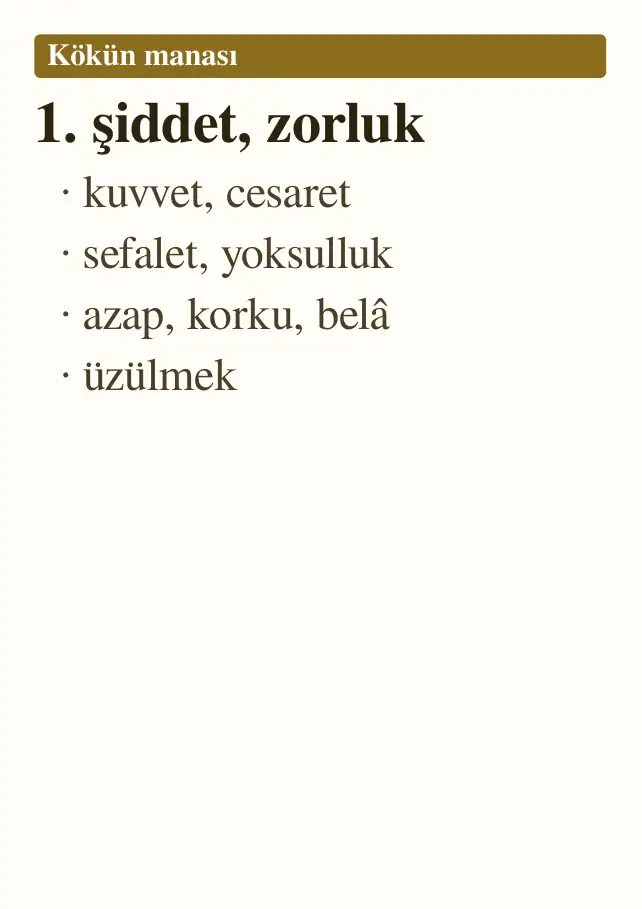 Kökün manası
1. şiddet, zorluk
· kuvvet, cesaret
· sefalet, yoksulluk
· azap, korku, belâ
· üzülmek